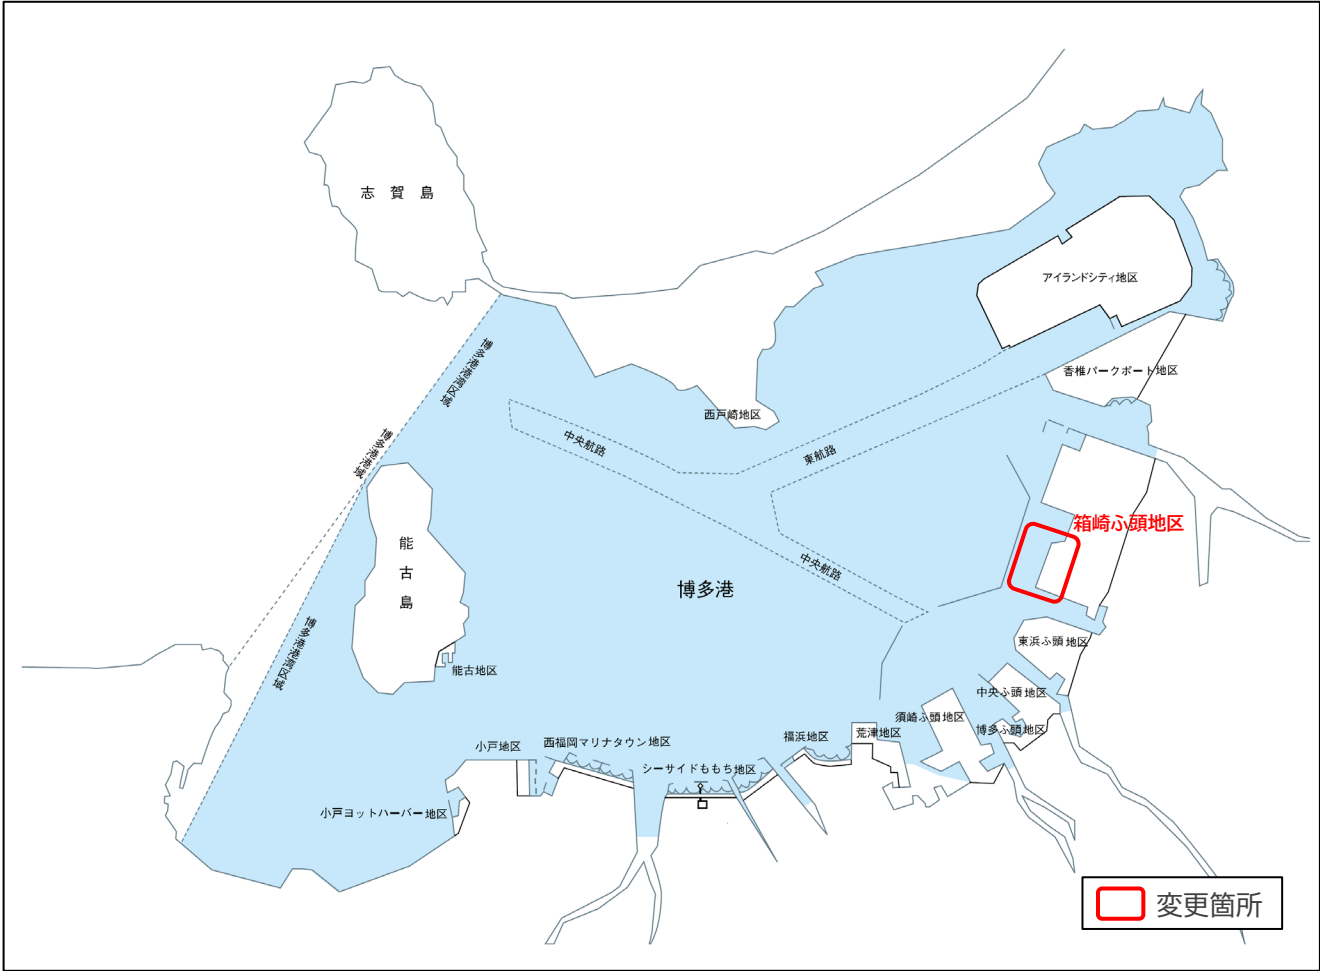 志賀島
アイランドシティ地区
博多港港湾区域
香椎パークポート地区
西戸崎地区
中央航路
東航路
博多港港域
箱崎ふ頭地区
能古島
中央航路
博多港
博多港港湾区域
東浜ふ頭地区
能古地区
中央ふ頭地区
須崎ふ頭地区
博多ふ頭地区
荒津地区
福浜地区
西福岡マリナタウン地区
小戸地区
シーサイドももち地区
小戸ヨットハーバー地区
変更箇所